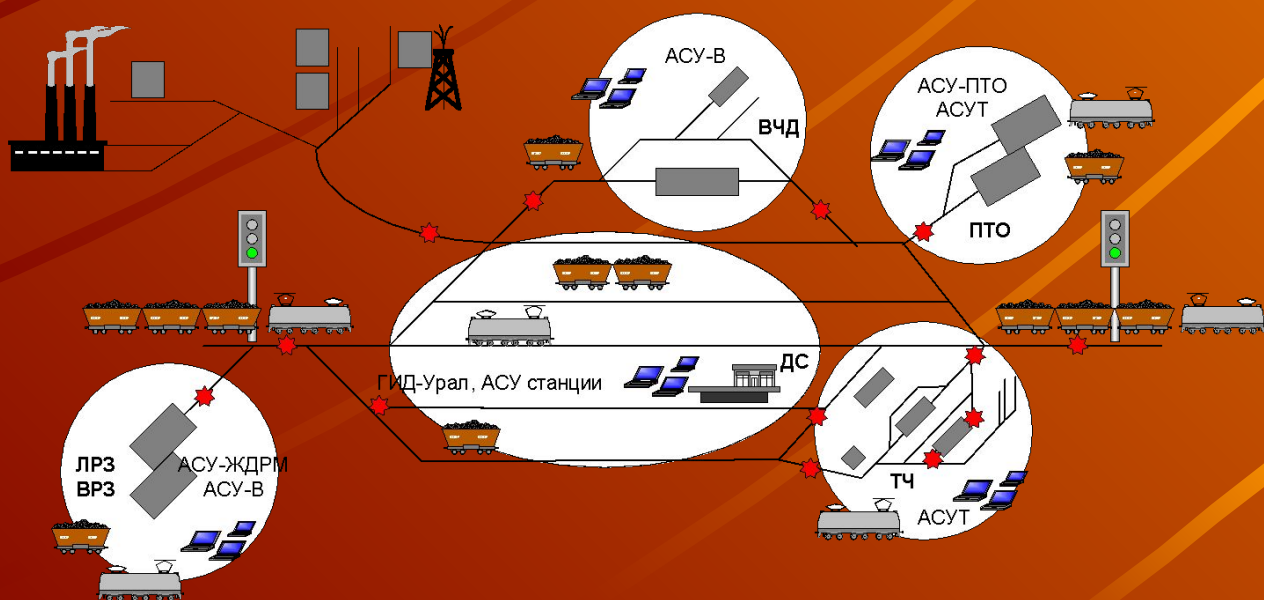 АСУ-В
ВЧД
АСУ-ПТО
АСУТ
ПТО
ДС
ГИД-Урал, АСУ станции
ЛРЗ
ВРЗ
АСУ-ЖДРМ
АСУ-В
ТЧ
АСУТ